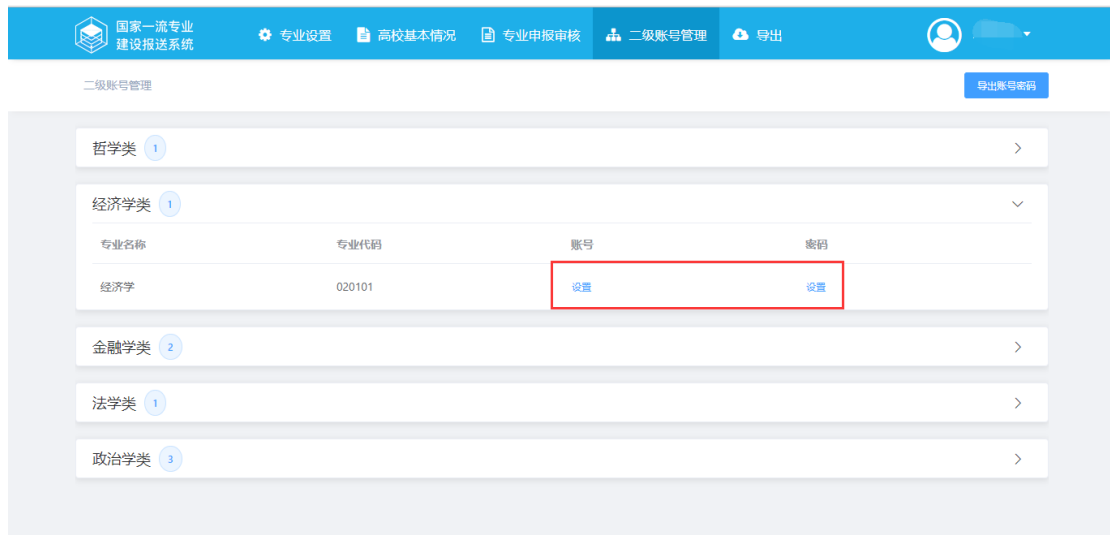 国家一流专业
建设报送系统
专业设置
高校基本情况
专业申报审核
二级账号管理
导出
二级账号管理
导出账号密码
哲学类 1
经济学类 1
专业名称 专业代码 账号 密码
经济学 020101 设置 设置
金融学类 2
法学类 1
政治学类 3